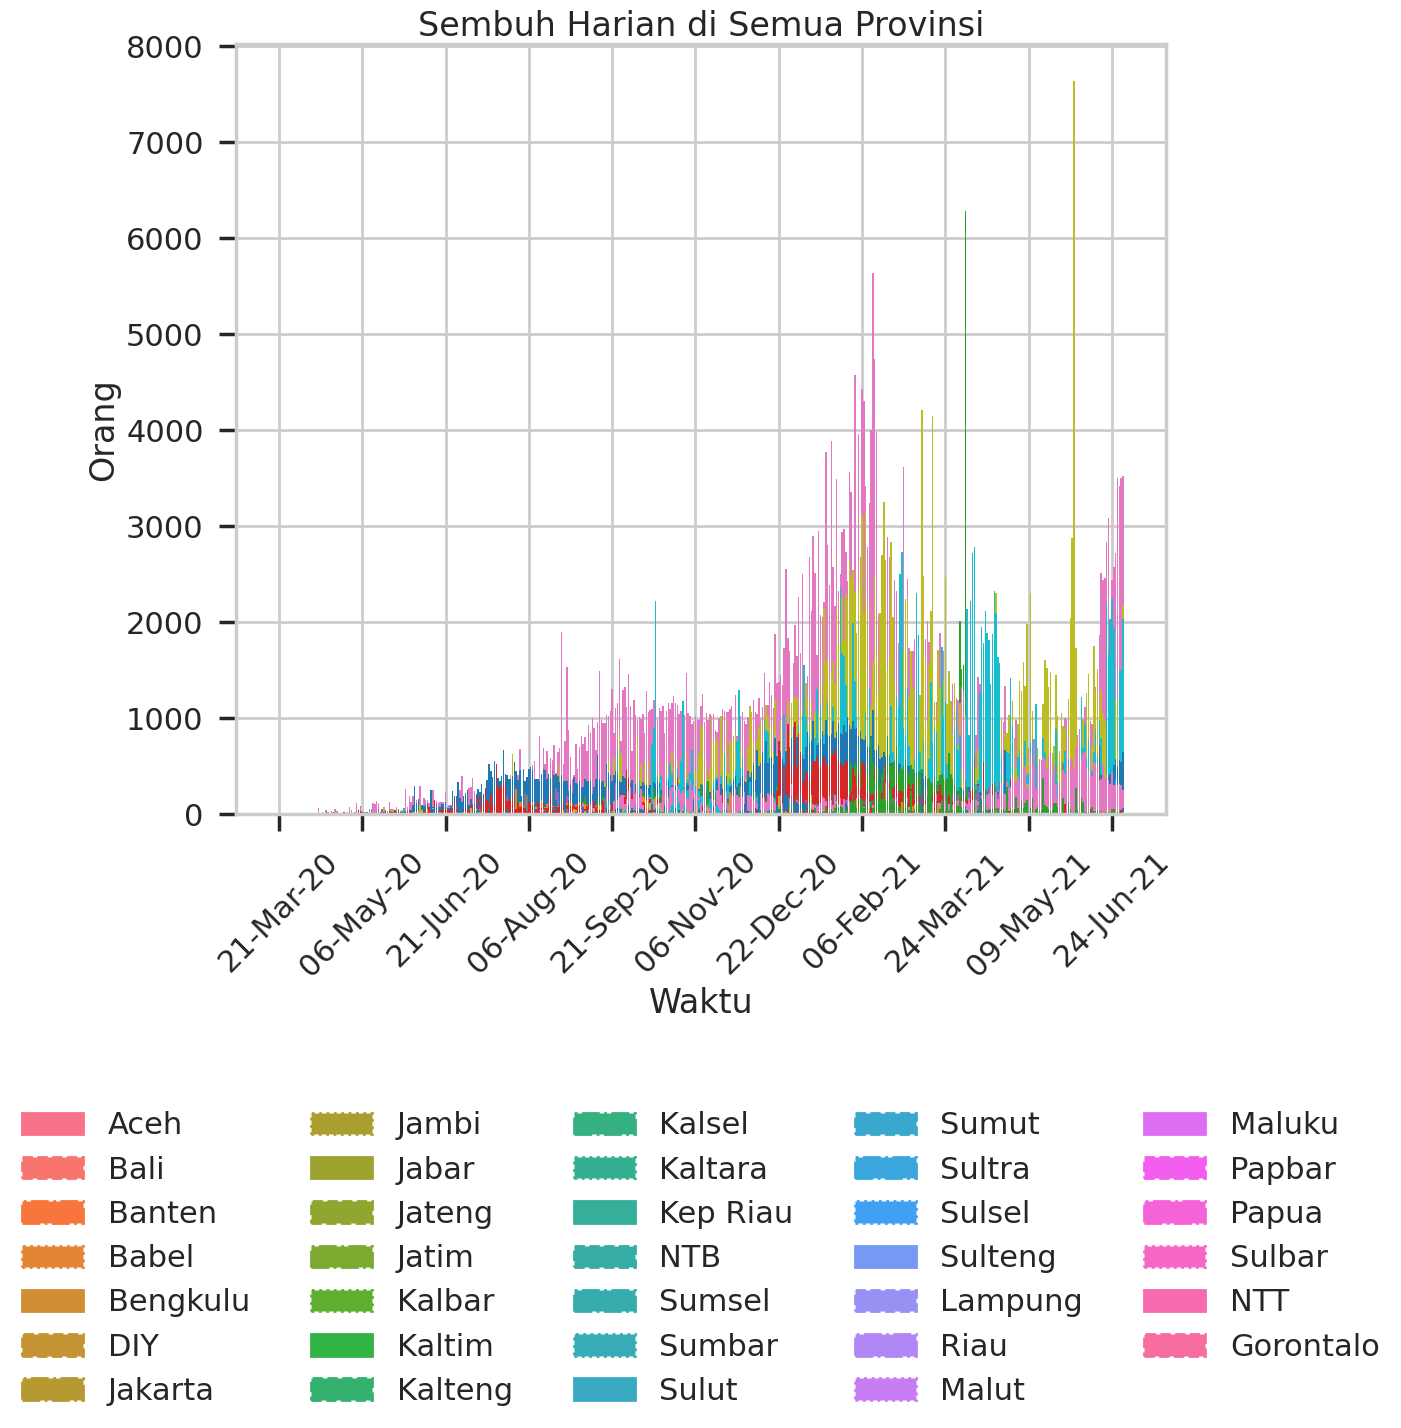 Sembuh Harian di Semua Provinsi
8000
7000
6000
5000
4000
3000
2000
1000
0
Orang
21-Mar-20
06-May-20
21-Jun-20
06-Aug-20
21-Sep-20
06-Nov-20
22-Dec-20
06-Feb-21
24-Mar-21
09-May-21
24-Jun-21
Waktu
Aceh
Bali
Banten
Babel
Bengkulu
DIY
Jakarta
Jambi
Jabar
Jateng
Jatim
Kalbar
Kaltim
Kalteng
Kalsel
Kaltara
Kep Riau
NTB
Sumsel
Sumbar
Sulut
Sumut
Sultra
Sulsel
Sulteng
Lampung
Riau
Malut
Maluku
Papbar
Papua
Sulbar
NTT
Gorontalo